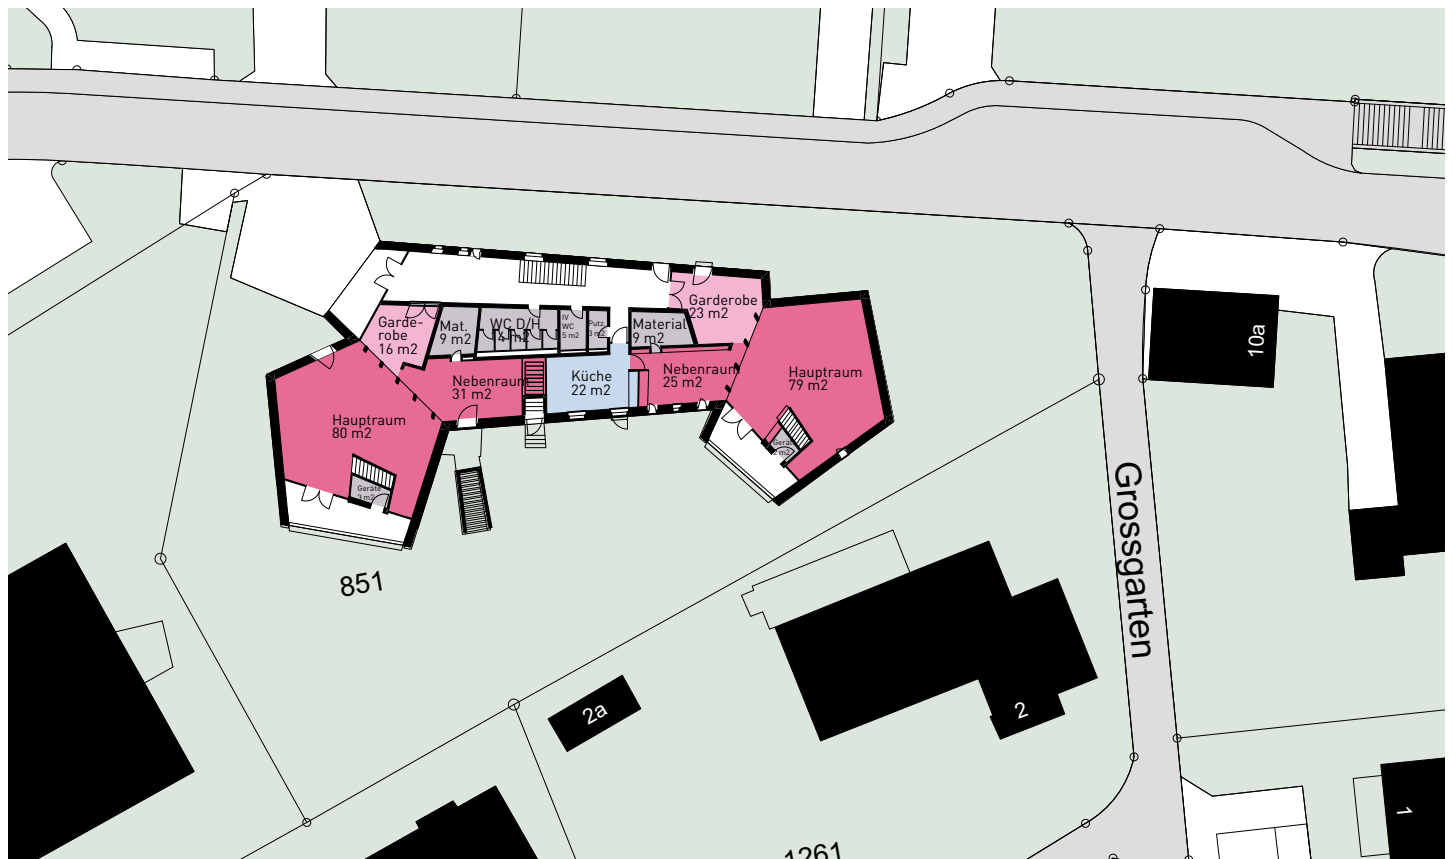 Garderobe
23 m2
Garde-
robe
16 m2
Mat.
9 m2
WC D/H
14 m2
IV
WC
5 m2
Putz.
3 m2
Material
9 m2
Nebenraum
31 m2
Küche
22 m2
Nebenraum
25 m2
Hauptraum
79 m2
Hauptraum
80 m2
Geräte
2 m2
Geräte
3 m2
10a
Grossgarten
851
2a
2
1
1261